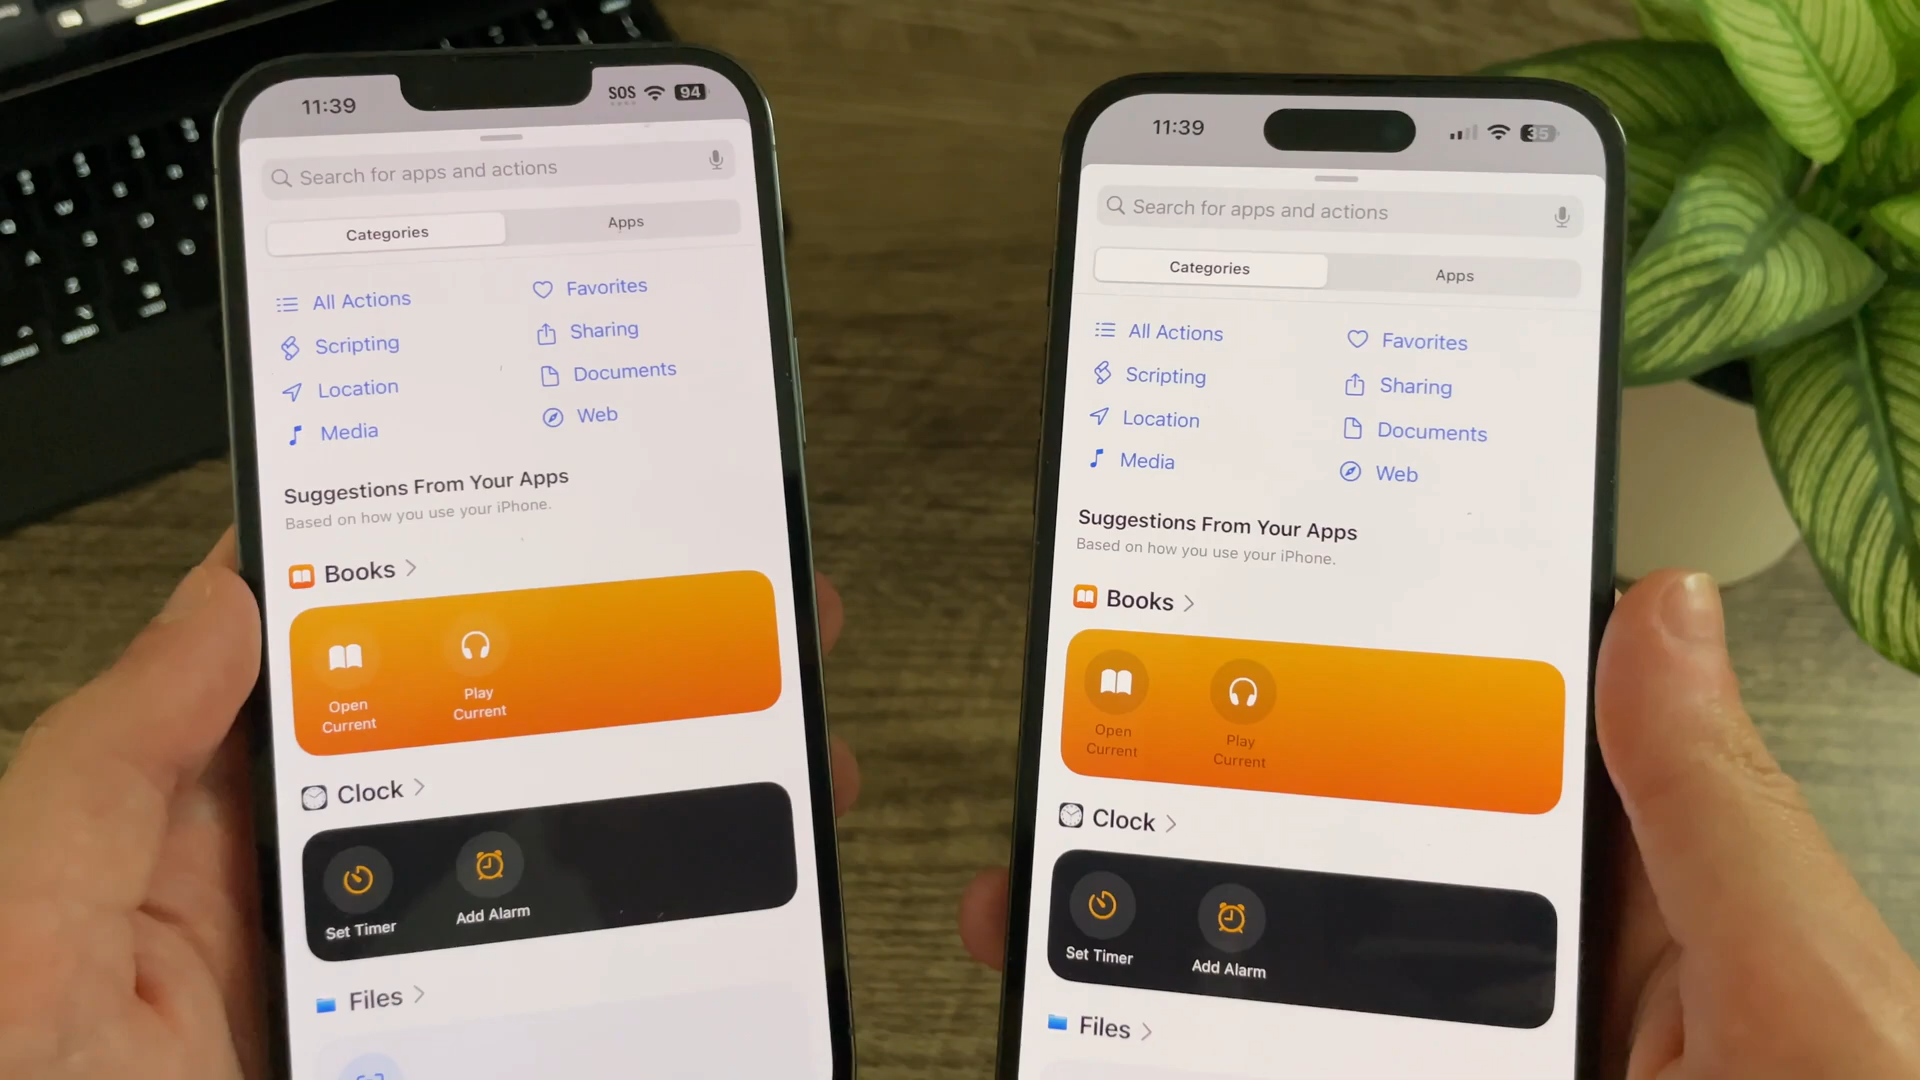 11:39
SOS
94
Search for apps and actions
Categories
Apps
All Actions
Favorites
Scripting
Sharing
Location
Documents
Media
Web
Suggestions From Your Apps
Based on how you use your iPhone.
Books
Open
Current
Play
Current
Clock
Set Timer
Add Alarm
Files
11:39
35
Search for apps and actions
Categories
Apps
All Actions
Favorites
Scripting
Sharing
Location
Documents
Media
Web
Suggestions From Your Apps
Based on how you use your iPhone.
Books
Open
Current
Play
Current
Clock
Set Timer
Add Alarm
Files